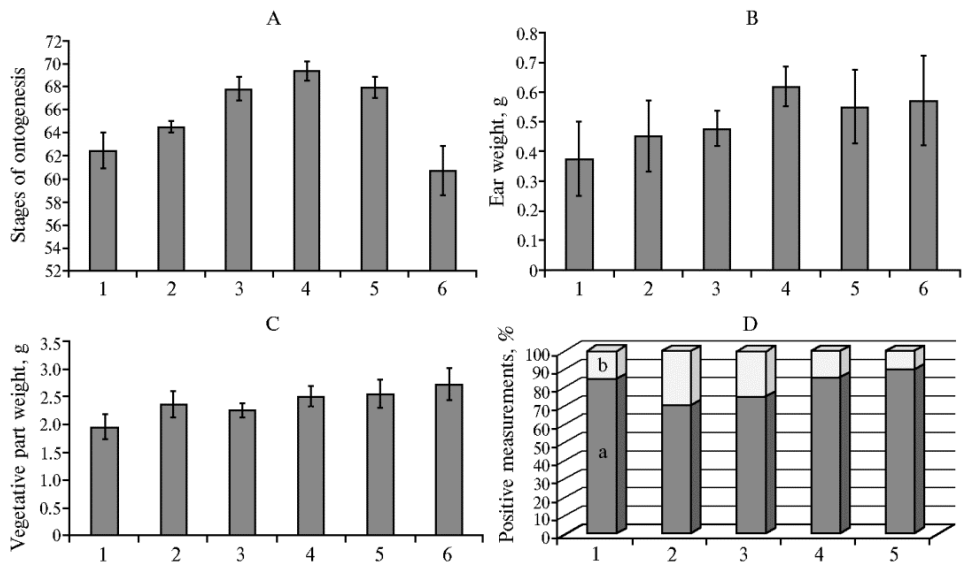 A
Stages of ontogenesis
72
70
68
66
64
62
60
58
56
54
52
1 2 3 4 5 6
B
Ear weight, g
0.8
0.7
0.6
0.5
0.4
0.3
0.2
0.1
0
1 2 3 4 5 6
C
Vegetative part weight, g
3.5
3.0
2.5
2.0
1.5
1.0
0.5
0
1 2 3 4 5 6
D
Positive measurements, %
100
90
80
70
60
50
40
30
20
10
0
b
a
1 2 3 4 5